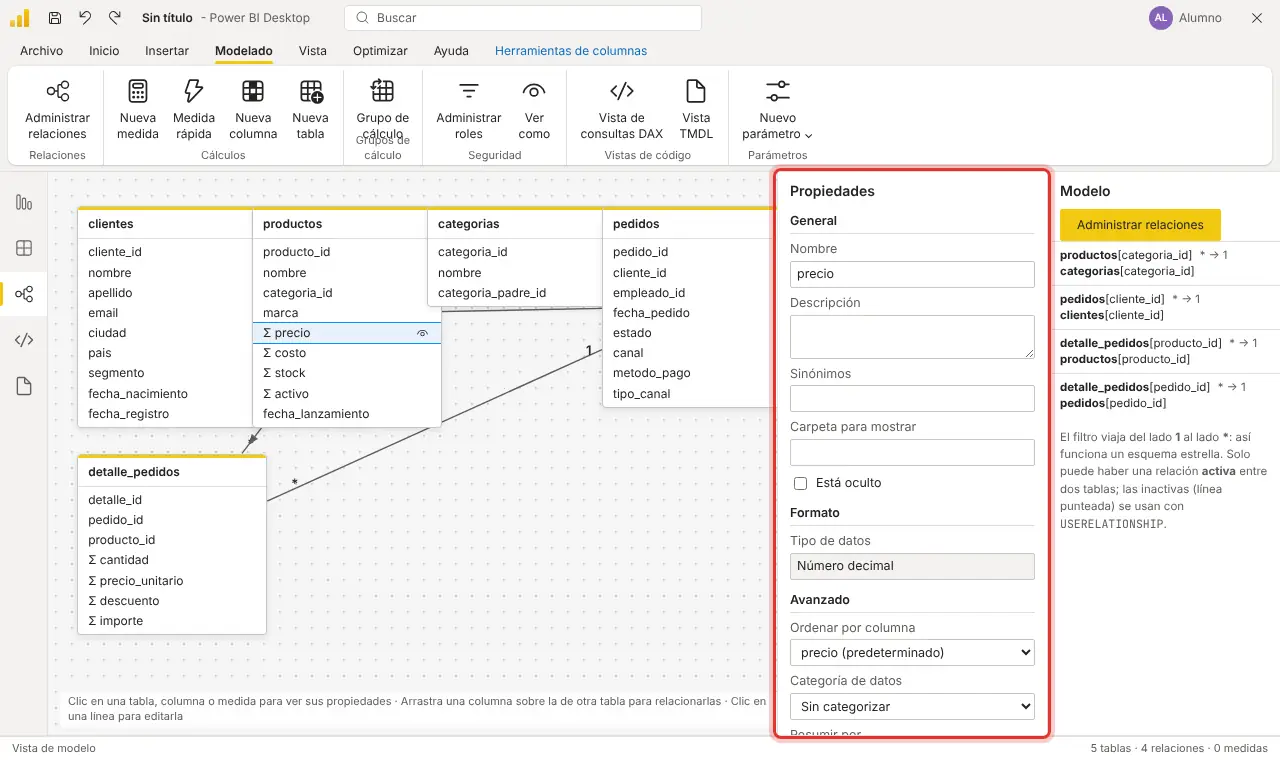 Sin título - Power BI Desktop
Buscar
AL Alumno
Archivo Inicio Insertar Modelado Vista Optimizar Ayuda Herramientas de columnas
Administrar relaciones
Relaciones
Nueva medida
Medida rápida
Nueva columna
Nueva tabla
Cálculos
Grupo de cálculo
Grupos de cálculo
Administrar roles
Ver como
Seguridad
Vista de consultas DAX
Vista TMDL
Vistas de código
Nuevo parámetro
Parámetros
clientes
cliente_id
nombre
apellido
email
ciudad
pais
segmento
fecha_nacimiento
fecha_registro
productos
producto_id
nombre
categoria_id
marca
Σ precio
Σ costo
Σ stock
Σ activo
fecha_lanzamiento
categorias
categoria_id
nombre
categoria_padre_id
pedidos
pedido_id
cliente_id
empleado_id
fecha_pedido
estado
canal
metodo_pago
tipo_canal
1
*
detalle_pedidos
detalle_id
pedido_id
producto_id
Σ cantidad
Σ precio_unitario
Σ descuento
Σ importe
Clic en una tabla, columna o medida para ver sus propiedades · Arrastra una columna sobre la de otra tabla para relacionarlas · Clic en
una línea para editarla
Propiedades
General
Nombre
precio
Descripción
Sinónimos
Carpeta para mostrar
Está oculto
Formato
Tipo de datos
Número decimal
Avanzado
Ordenar por columna
precio (predeterminado)
Categoría de datos
Sin categorizar
Resumir por
Modelo
Administrar relaciones
productos[categoria_id] * → 1
categorias[categoria_id]
pedidos[cliente_id] * → 1
clientes[cliente_id]
detalle_pedidos[producto_id] * → 1
productos[producto_id]
detalle_pedidos[pedido_id] * → 1
pedidos[pedido_id]
El filtro viaja del lado 1 al lado *: así
funciona un esquema estrella. Solo
puede haber una relación activa entre
dos tablas; las inactivas (línea
punteada) se usan con
USERELATIONSHIP.
Vista de modelo
5 tablas · 4 relaciones · 0 medidas